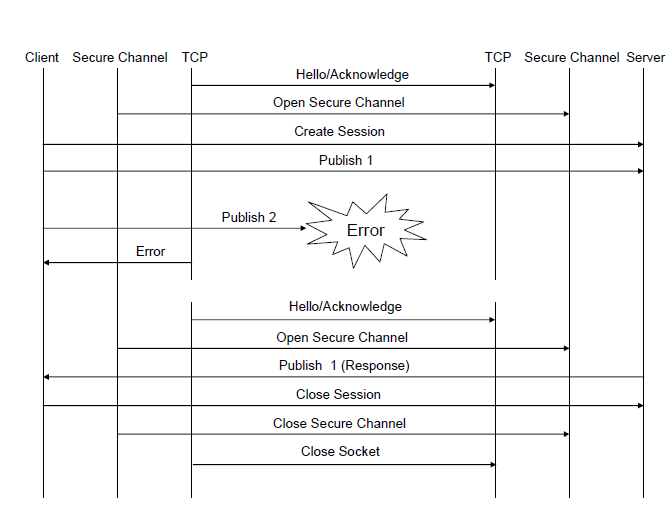 Client Secure Channel TCP TCP Secure Channel Server
Hello/Acknowledge
Open Secure Channel
Create Session
Publish 1
Publish 2
Error
Error
Hello/Acknowledge
Open Secure Channel
Publish 1 (Response)
Close Session
Close Secure Channel
Close Socket